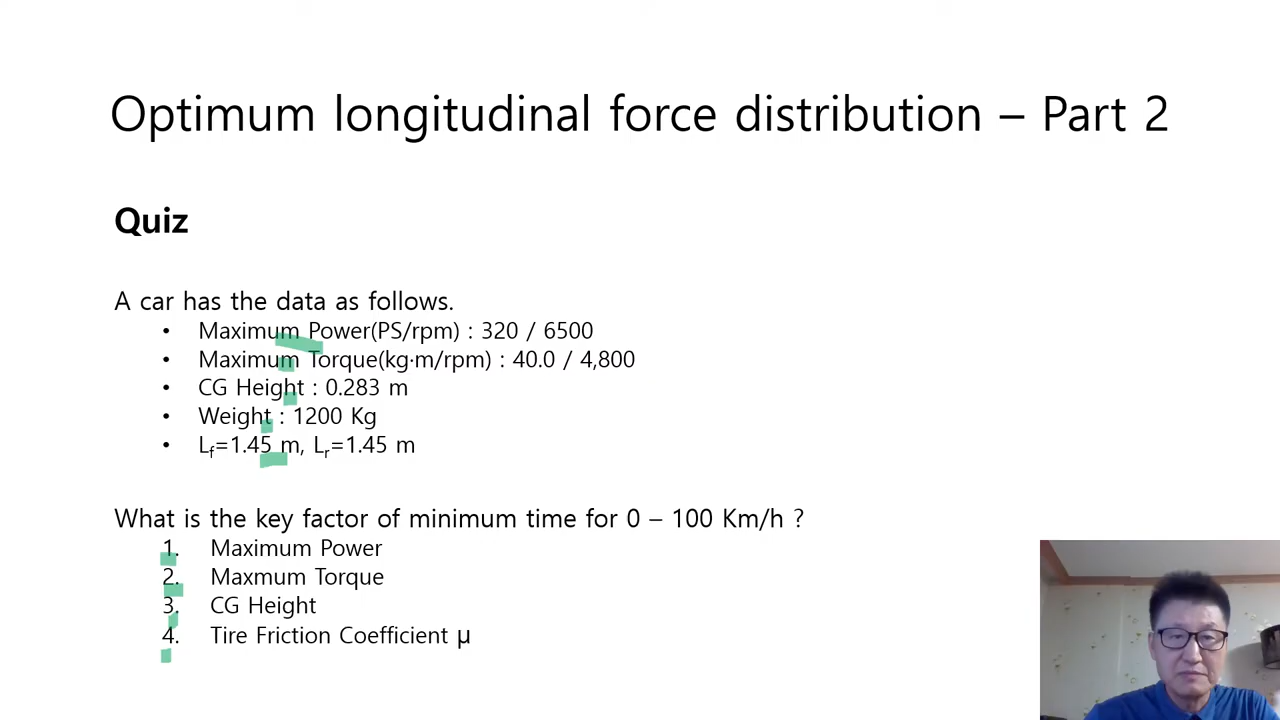 Optimum longitudinal force distribution – Part 2
Quiz
A car has the data as follows.
• Maximum Power(PS/rpm) : 320 / 6500
• Maximum Torque(kg·m/rpm) : 40.0 / 4,800
• CG Height : 0.283 m
• Weight : 1200 Kg
• Lf=1.45 m, Lr=1.45 m
What is the key factor of minimum time for 0 – 100 Km/h ?
1. Maximum Power
2. Maxmum Torque
3. CG Height
4. Tire Friction Coefficient μ